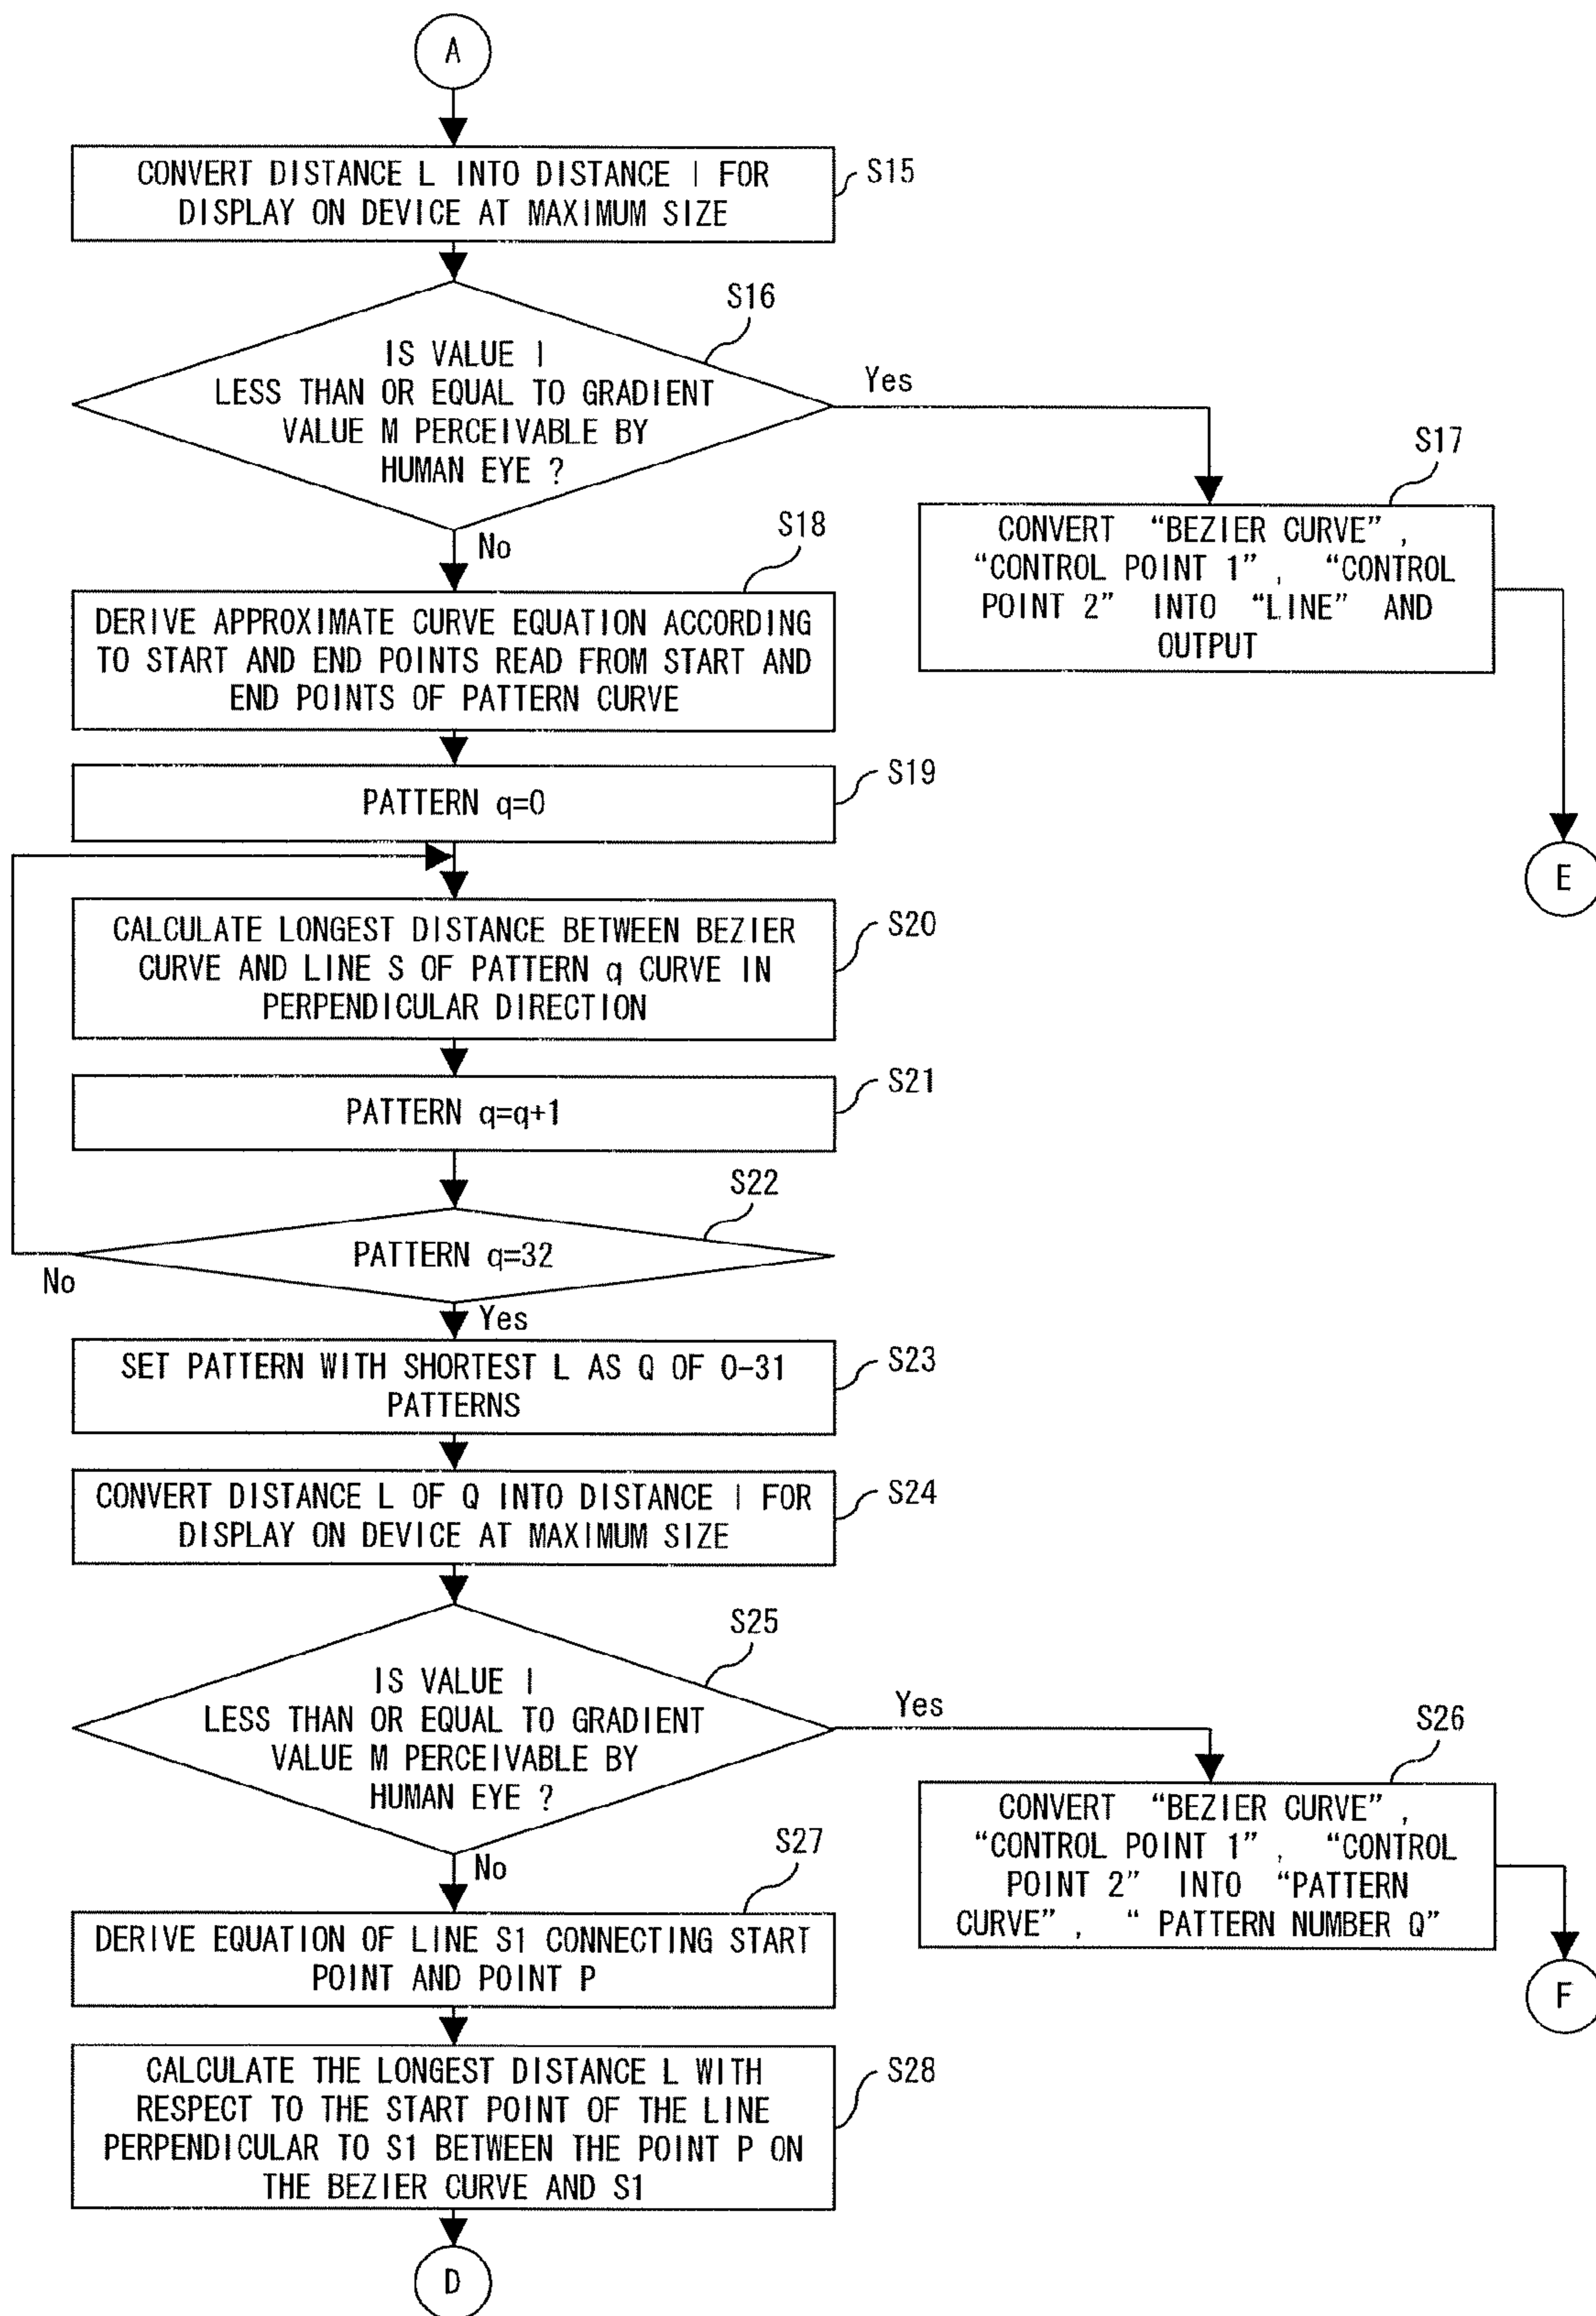 A
CONVERT DISTANCE L INTO DISTANCE l FOR
DISPLAY ON DEVICE AT MAXIMUM SIZE
S15
S16
IS VALUE l
LESS THAN OR EQUAL TO GRADIENT
VALUE M PERCEIVABLE BY
HUMAN EYE ?
Yes
No
S17
CONVERT “BEZIER CURVE”,
“CONTROL POINT 1”, “CONTROL
POINT 2” INTO “LINE” AND
OUTPUT
E
S18
DERIVE APPROXIMATE CURVE EQUATION ACCORDING
TO START AND END POINTS READ FROM START AND
END POINTS OF PATTERN CURVE
S19
PATTERN q=0
S20
CALCULATE LONGEST DISTANCE BETWEEN BEZIER
CURVE AND LINE S OF PATTERN q CURVE IN
PERPENDICULAR DIRECTION
S21
PATTERN q=q+1
S22
PATTERN q=32
No
Yes
SET PATTERN WITH SHORTEST L AS Q OF 0-31
PATTERNS
S23
CONVERT DISTANCE L OF Q INTO DISTANCE l FOR
DISPLAY ON DEVICE AT MAXIMUM SIZE
S24
S25
IS VALUE l
LESS THAN OR EQUAL TO GRADIENT
VALUE M PERCEIVABLE BY
HUMAN EYE ?
Yes
No
S26
CONVERT “BEZIER CURVE”,
“CONTROL POINT 1”, “CONTROL
POINT 2” INTO “PATTERN
CURVE”, “ PATTERN NUMBER Q”
F
S27
DERIVE EQUATION OF LINE S1 CONNECTING START
POINT AND POINT P
S28
CALCULATE THE LONGEST DISTANCE L WITH
RESPECT TO THE START POINT OF THE LINE
PERPENDICULAR TO S1 BETWEEN THE POINT P ON
THE BEZIER CURVE AND S1
D